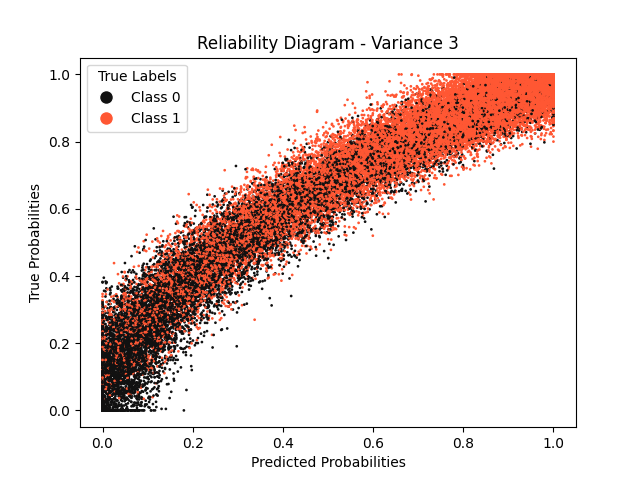 Reliability Diagram - Variance 3
True Labels
Class 0
Class 1
1.0
0.8
0.6
0.4
0.2
0.0
True Probabilities
0.0 0.2 0.4 0.6 0.8 1.0
Predicted Probabilities